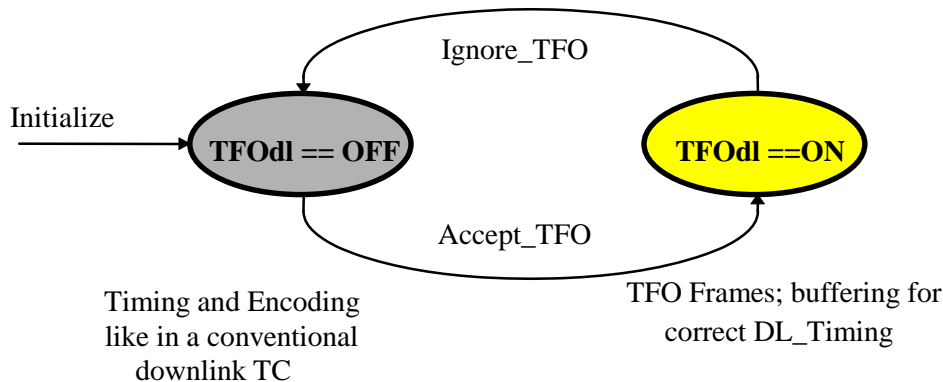 Ignore_TFO
Initialize
TFOdl == OFF
TFOdl ==ON
Accept_TFO
Timing and Encoding
like in a conventional
downlink TC
TFO Frames; buffering for
correct DL_Timing